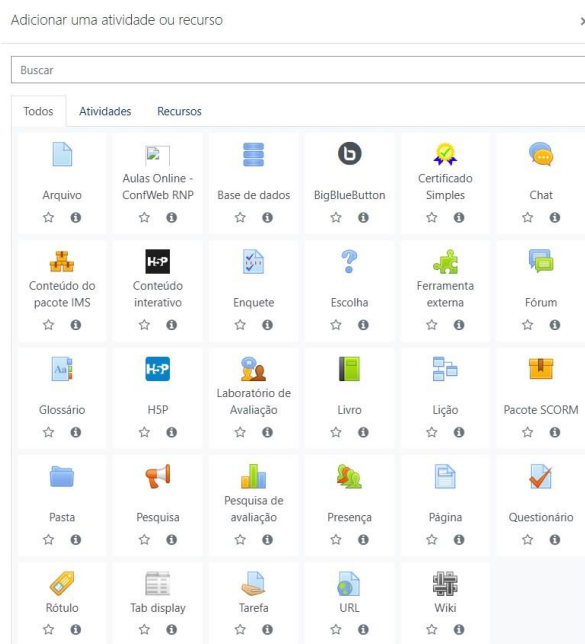 Adicionar uma atividade ou recurso
Buscar
Todos Atividades Recursos
Arquivo
Aulas Online -
ConfWeb RNP
Base de dados
BigBlueButton
Certificado
Simples
Chat
Conteúdo do
pacote IMS
H-P
Conteúdo
interativo
Enquete
Escolha
Ferramenta
externa
Fórum
Aa
Glossário
H-P
H5P
Laboratório de
Avaliação
Livro
Lição
Pacote SCORM
Pasta
Pesquisa
Pesquisa de
avaliação
Presença
Página
Questionário
Rótulo
Tab display
Tarefa
URL
Wiki